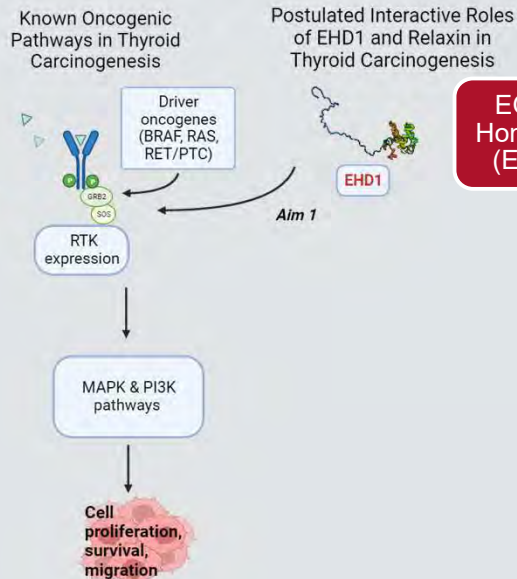 Known Oncogenic
Pathways in Thyroid
Carcinogenesis
Postulated Interactive Roles
of EHD1 and Relaxin in
Thyroid Carcinogenesis
Driver
oncogenes
(BRAF, RAS,
RET/PTC)
P
P
GRB2
SOS
RTK
expression
EHD1
Aim 1
MAPK & PI3K
pathways
Cell
proliferation,
survival,
migration